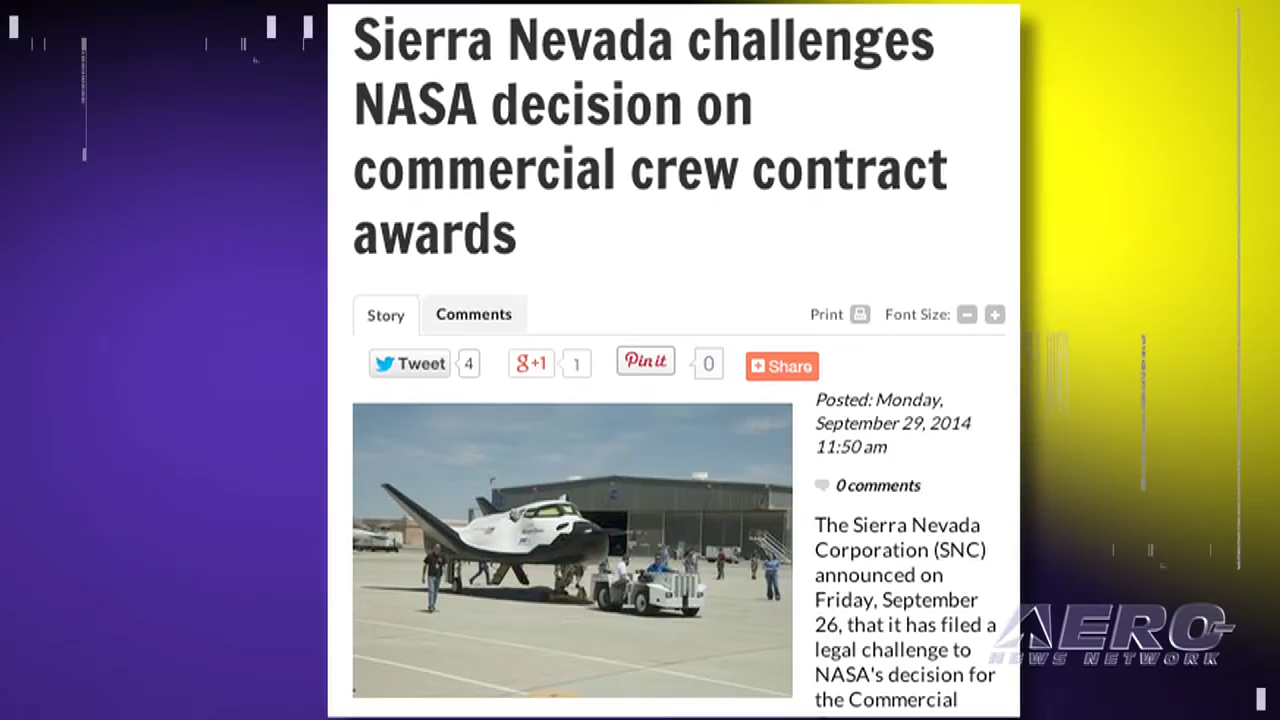 Sierra Nevada challenges
NASA decision on
commercial crew contract
awards
Story
Comments
Print
Font Size:
Tweet
4
g+1
1
Pin it
0
Share
Posted: Monday,
September 29, 2014
11:50 am
0 comments
The Sierra Nevada
Corporation (SNC)
announced on
Friday, September
26, that it has filed a
legal challenge to
NASA's decision for
the Commercial
AERO
NEWS NETWORK